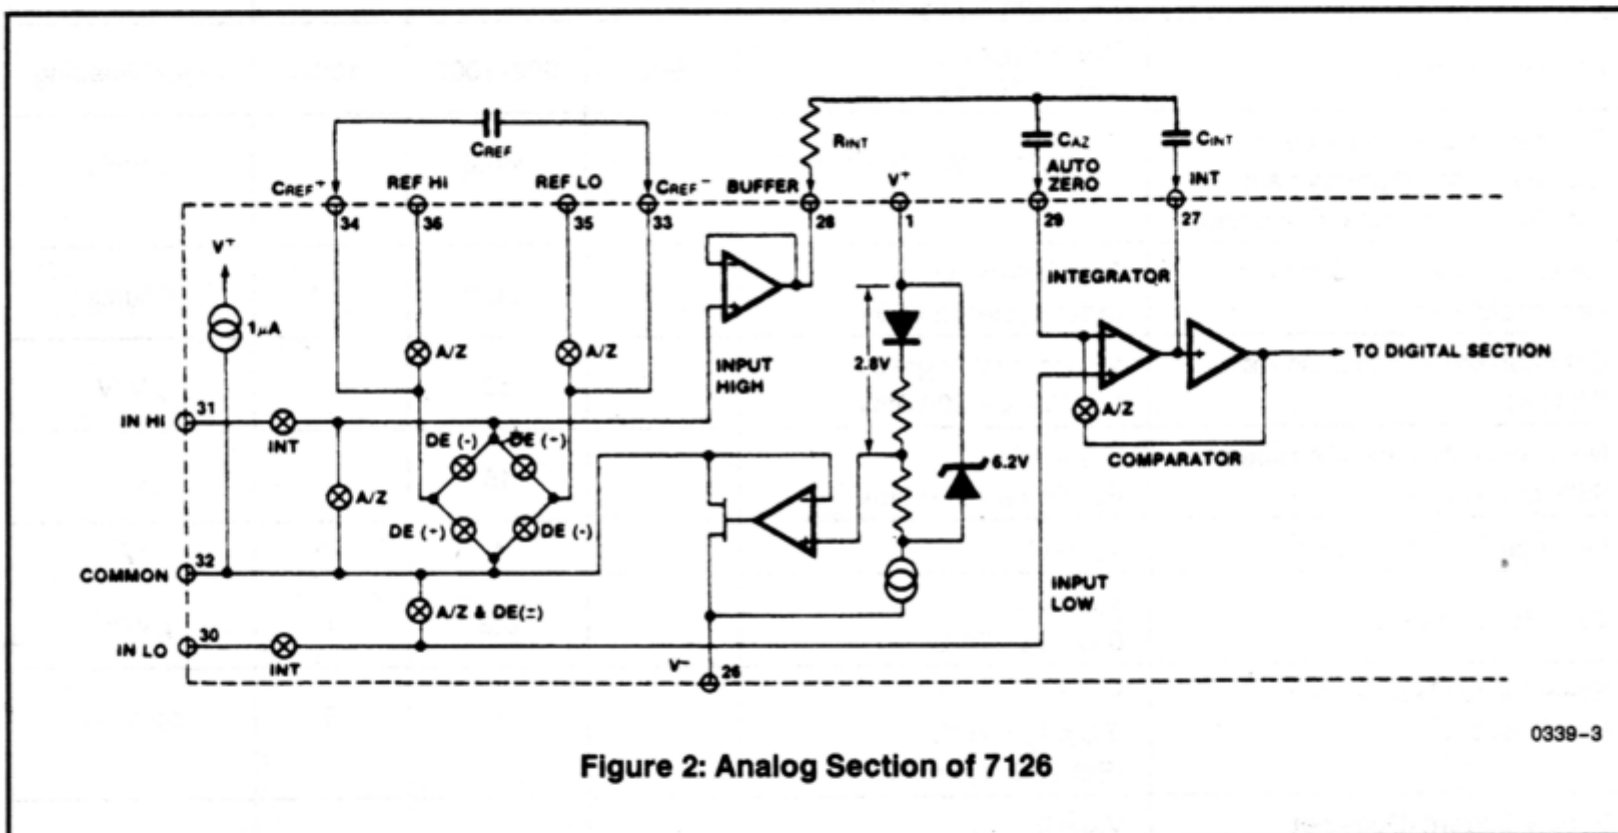 CREF
RINT
CAZ
CINT
CREF+
REF HI
REF LO
CREF−
BUFFER
V+
AUTO
ZERO
INT
34
36
35
33
28
1
29
27
V+
1µA
A/Z
A/Z
INPUT
HIGH
2.8V
INTEGRATOR
TO DIGITAL SECTION
IN HI
31
INT
DE (-)
DE (+)
A/Z
DE (+)
DE (-)
6.2V
A/Z
COMPARATOR
COMMON
32
A/Z & DE(±)
INPUT
LOW
IN LO
30
INT
V−
26
0339-3
Figure 2: Analog Section of 7126